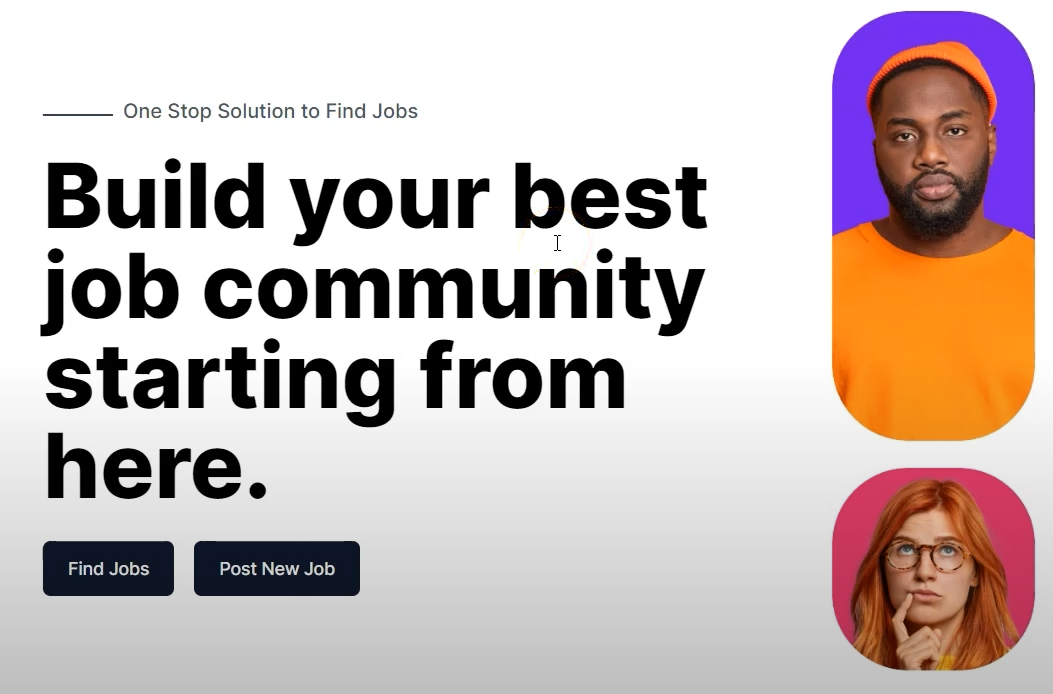 One Stop Solution to Find Jobs
Build your best
job community
starting from
here.
Find Jobs
Post New Job